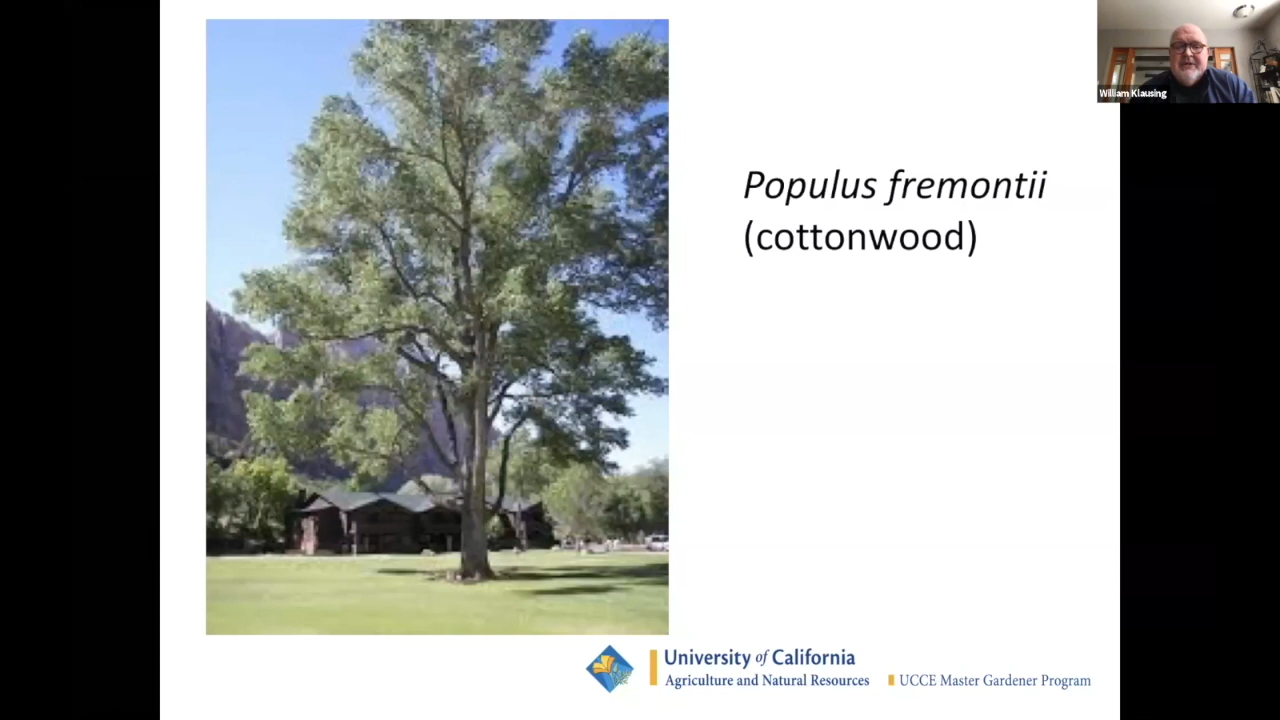 William Klausing
Populus fremontii
(cottonwood)
University of California
Agriculture and Natural Resources
UCCE Master Gardener Program